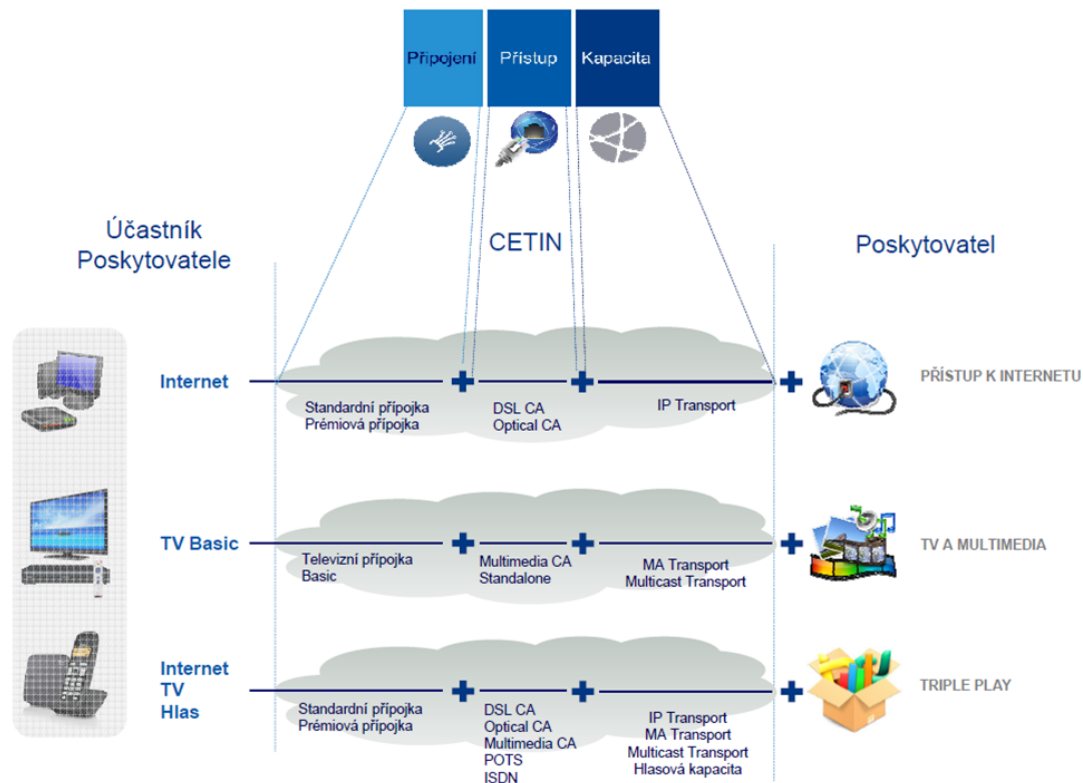 Připojení
Přístup
Kapacita
Účastník
Poskytovatele
CETIN
Poskytovatel
Internet
Standardní přípojka
Prémiová přípojka
DSL CA
Optical CA
IP Transport
PŘÍSTUP K INTERNETU
TV Basic
Televizní přípojka
Basic
Multimedia CA
Standalone
MA Transport
Multicast Transport
TV A MULTIMEDIA
Internet
TV
Hlas
Standardní přípojka
Prémiová přípojka
DSL CA
Optical CA
Multimedia CA
POTS
ISDN
IP Transport
MA Transport
Multicast Transport
Hlasová kapacita
TRIPLE PLAY